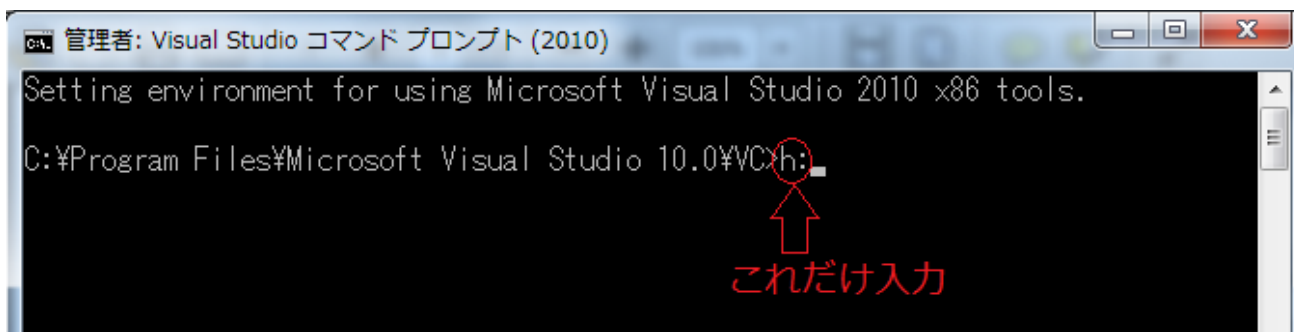 管理者: Visual Studio コマンド プロンプト (2010)
Setting environment for using Microsoft Visual Studio 2010 x86 tools.
C:¥Program Files¥Microsoft Visual Studio 10.0¥VC>h:
これだけ入力